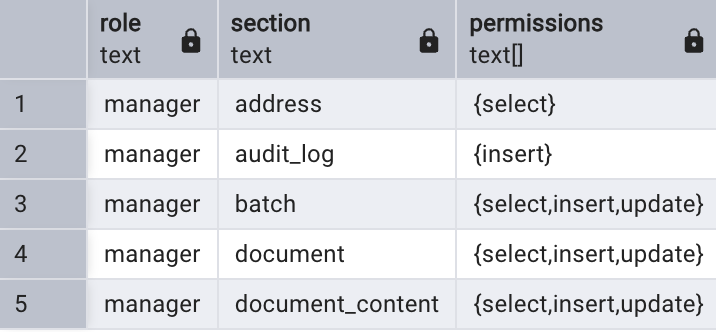 role section permissions
text text text[]
1 manager address {select}
2 manager audit_log {insert}
3 manager batch {select,insert,update}
4 manager document {select,insert,update}
5 manager document_content {select,insert,update}